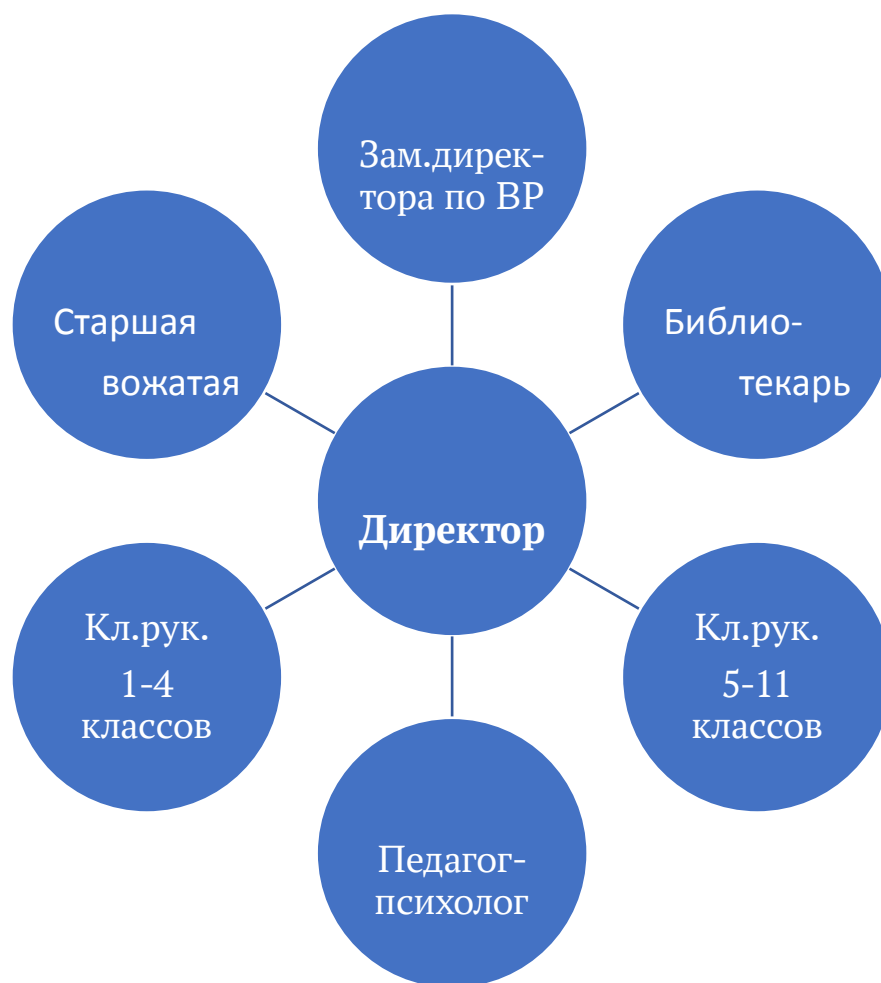 Зам.дирек-
тора по ВР
Старшая
вожатая
Библио-
текарь
Директор
Кл.рук.
1-4
классов
Кл.рук.
5-11
классов
Педагог-
психолог